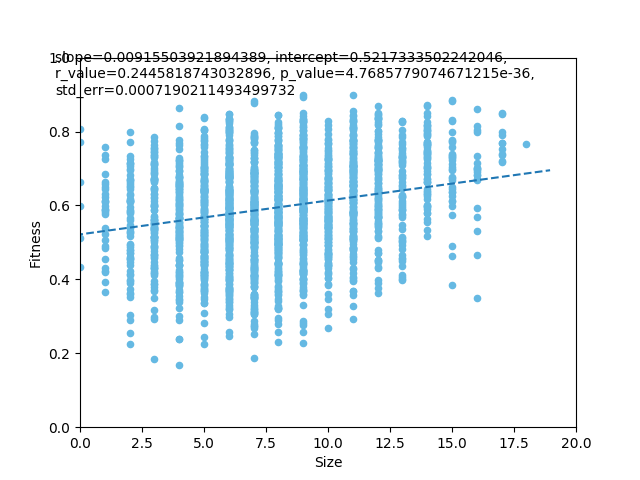 slope=0.00915503921894389, intercept=0.5217333502242046,
r_value=0.2445818743032896, p_value=4.7685779074671215e-36,
std_err=0.0007190211493499732
1.0
0.8
0.6
0.4
0.2
0.0
Fitness
0.0 2.5 5.0 7.5 10.0 12.5 15.0 17.5 20.0
Size